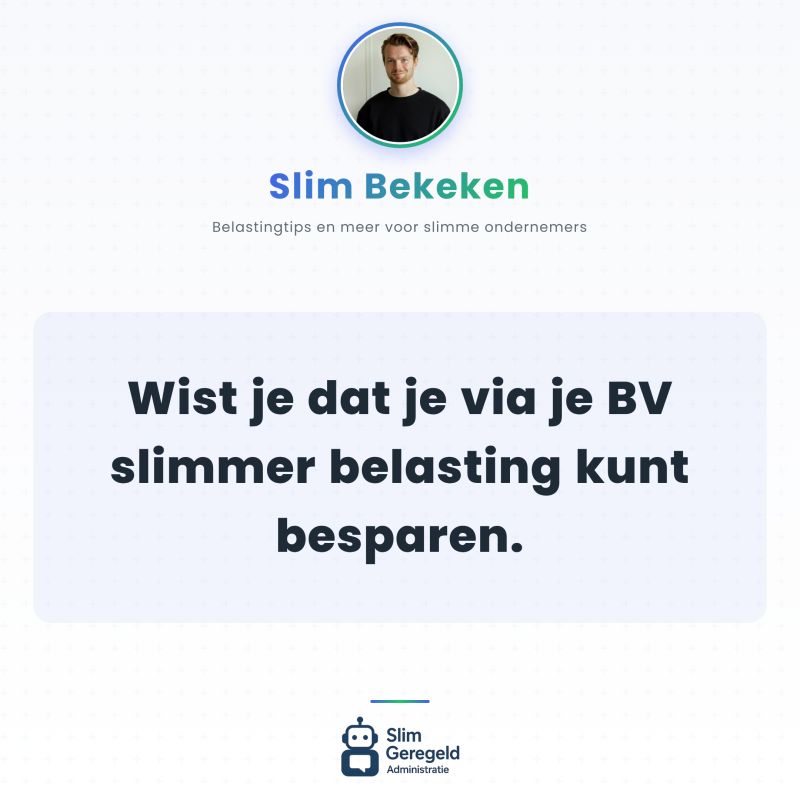 Slim Bekeken
Belastingtips en meer voor slimme ondernemers
Wist je dat je via je BV
slimmer belasting kunt
besparen.
Slim
Geregeld
Administratie